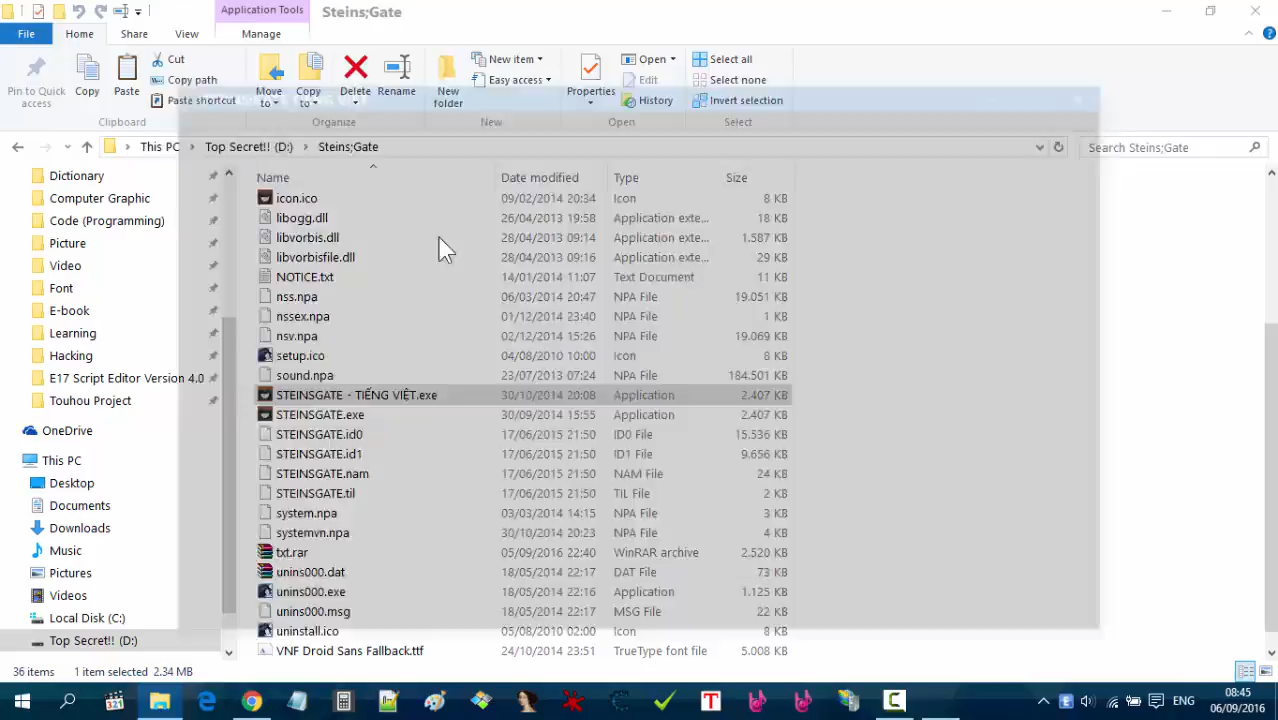 Application Tools
Steins;Gate
File
Home
Share
View
Manage
Pin to Quick access
Copy
Paste
Cut
Copy path
Paste shortcut
Move to
Copy to
Delete
Rename
New folder
New item
Easy access
Properties
Open
Edit
History
Select all
Select none
Invert selection
Clipboard
Organize
New
Open
Select
This PC
Top Secret!! (D:)
Steins;Gate
Search Steins;Gate
Dictionary
Computer Graphic
Code (Programming)
Picture
Video
Font
E-book
Learning
Hacking
E17 Script Editor Version 4.0
Touhou Project
OneDrive
This PC
Desktop
Documents
Downloads
Music
Pictures
Videos
Local Disk (C:)
Top Secret!! (D:)
Name Date modified Type Size
icon.ico 09/02/2014 20:34 Icon 8 KB
libogg.dll 26/04/2013 19:58 Application exte... 18 KB
libvorbis.dll 28/04/2013 09:14 Application exte... 1.587 KB
libvorbisfile.dll 28/04/2013 09:16 Application exte... 29 KB
NOTICE.txt 14/01/2014 11:07 Text Document 11 KB
nss.npa 06/03/2014 20:47 NPA File 19.051 KB
nssex.npa 01/12/2014 23:40 NPA File 1 KB
nsv.npa 02/12/2014 15:26 NPA File 19.069 KB
setup.ico 04/08/2010 10:00 Icon 8 KB
sound.npa 23/07/2013 07:24 NPA File 184.501 KB
STEINSGATE - TIẾNG VIỆT.exe 30/10/2014 20:08 Application 2.407 KB
STEINSGATE.exe 30/09/2014 15:55 Application 2.407 KB
STEINSGATE.id0 17/06/2015 21:50 ID0 File 15.536 KB
STEINSGATE.id1 17/06/2015 21:50 ID1 File 9.656 KB
STEINSGATE.nam 17/06/2015 21:50 NAM File 24 KB
STEINSGATE.til 17/06/2015 21:50 TIL File 2 KB
system.npa 03/03/2014 14:15 NPA File 3 KB
systemvn.npa 30/10/2014 20:23 NPA File 4 KB
txt.rar 05/09/2016 22:40 WinRAR archive 2,520 KB
unins000.dat 18/05/2014 22:17 DAT File 73 KB
unins000.exe 18/05/2014 22:16 Application 1.125 KB
unins000.msg 18/05/2014 22:17 MSG File 22 KB
uninstall.ico 05/08/2010 02:00 Icon 8 KB
VNF Droid Sans Fallback.ttf 24/10/2014 23:51 TrueType font file 5.008 KB
36 items 1 item selected 2.34 MB
ENG
08:45
06/09/2016